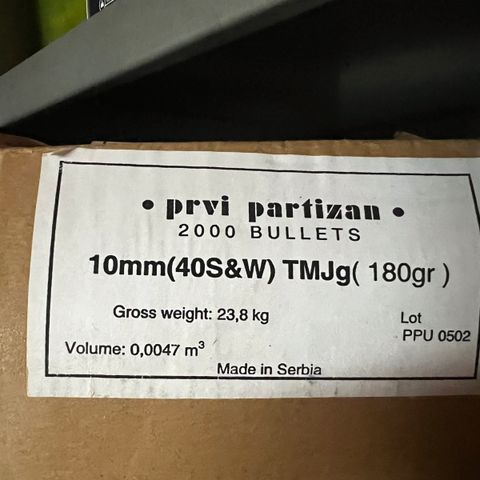 • prvi partizan •
2000 BULLETS
10mm(40S&W) TMJg( 180gr )
Gross weight: 23,8 kg
Lot
PPU 0502
Volume: 0,0047 m³
Made in Serbia